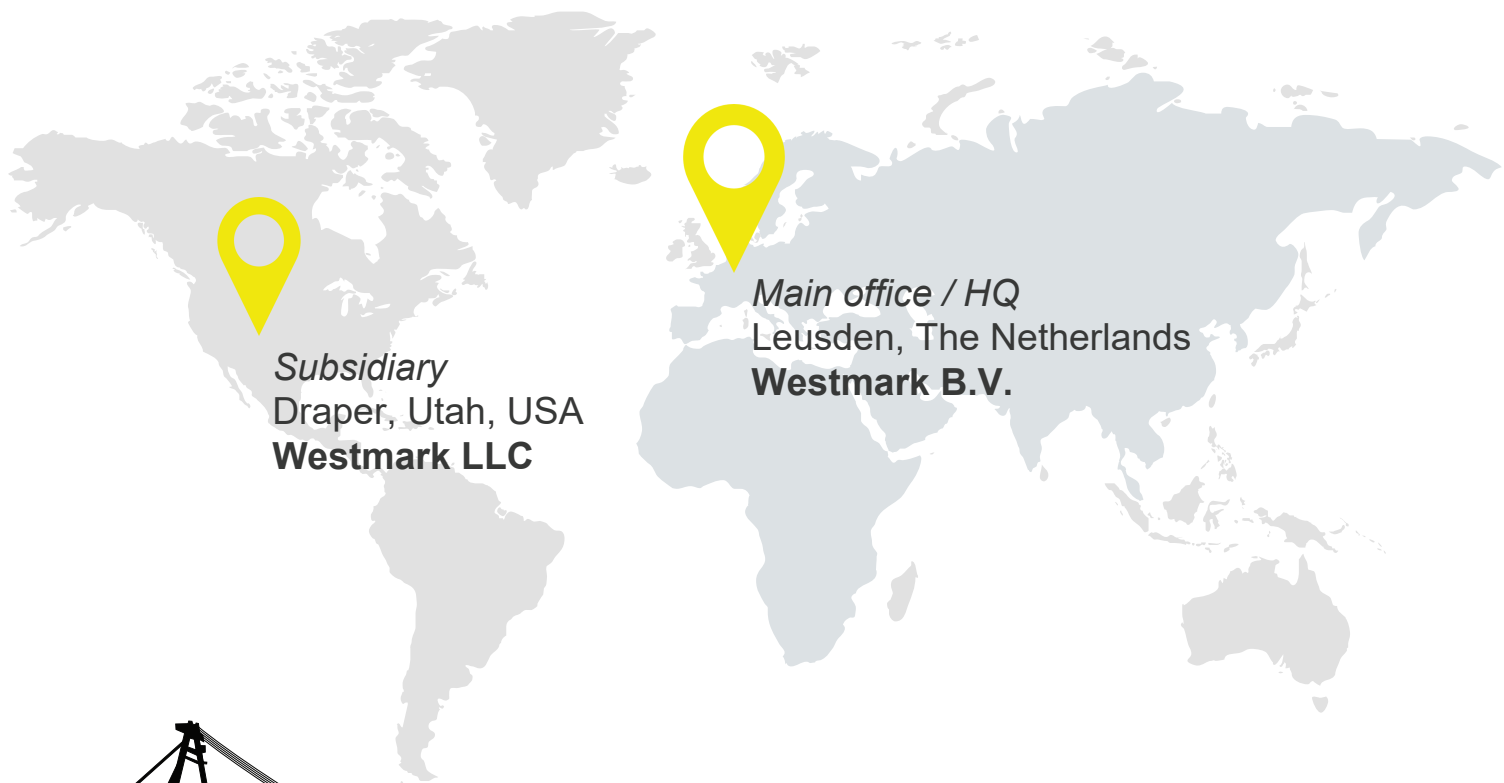 Main office / HQ
Leusden, The Netherlands
Westmark B.V.
Subsidiary
Draper, Utah, USA
Westmark LLC